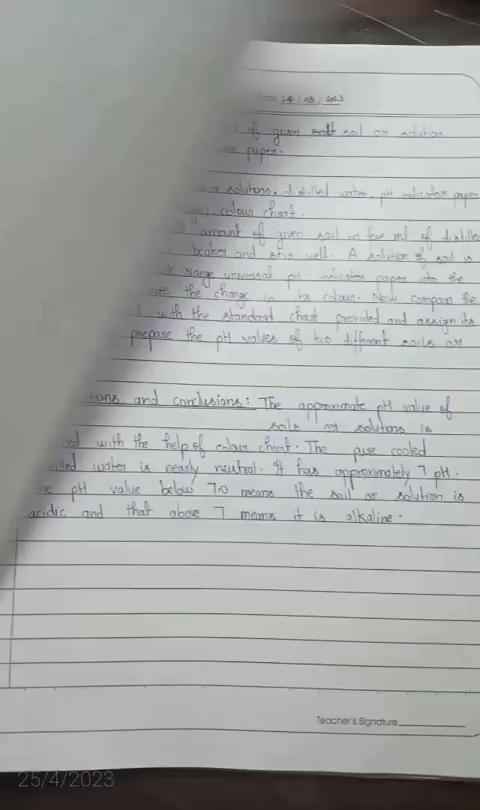 Date 24/03/2023
of given soil or solution
paper.
or solutions, distilled water, pH indicator paper
colour chart.
amount of given soil in few ml of distille
beaker and stir well. A solution of soil is
range universal pH indicator paper into the
the change in its colour. Now compare the
with the standard chart provided and assign its
prepare the pH values of two different soils or
and conclusions: The approximate pH value of
soils or solutions is
with the help of colour chart. The pure cooled
water is nearly neutral. It has approximately 7 pH.
pH value below 7.0 means the soil or solution is
acidic and that above 7 means it is alkaline.
Teacher's Signature
25/4/2023